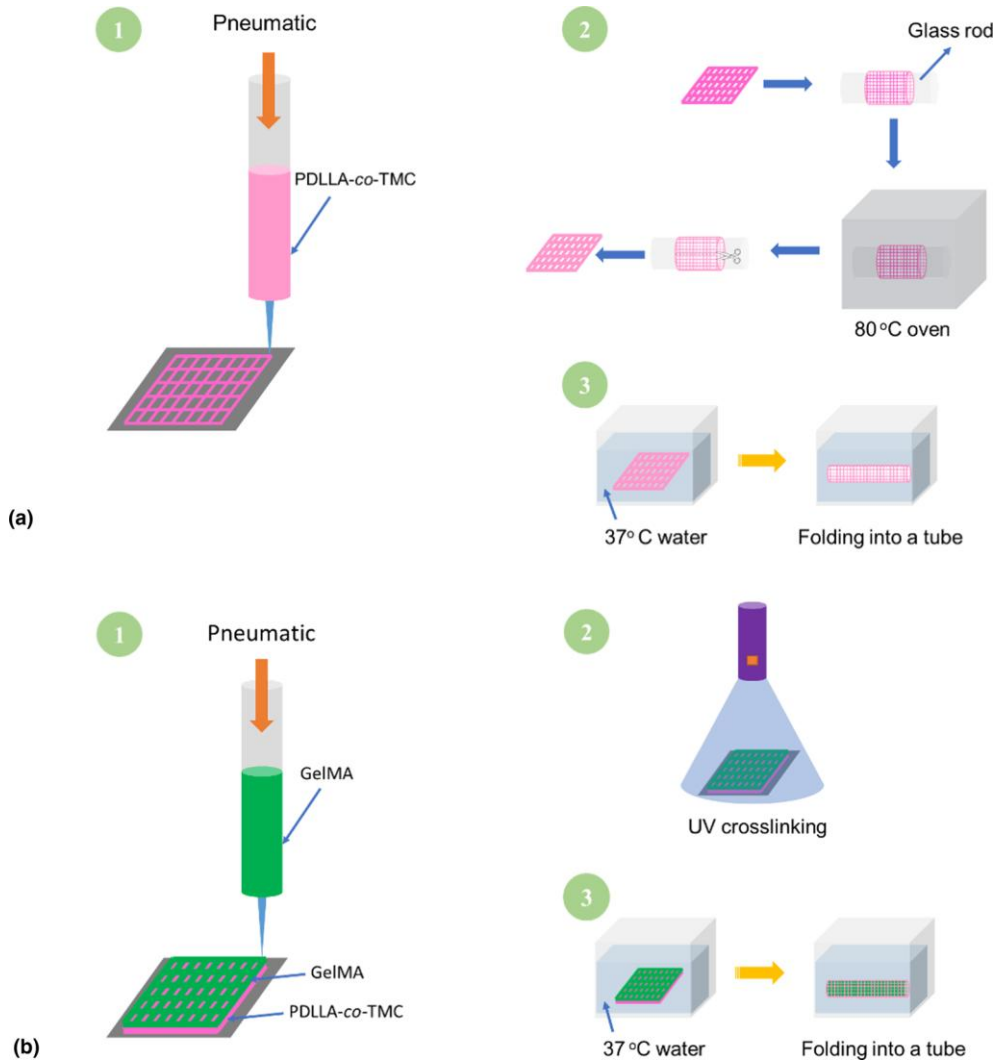 1
Pneumatic
PDLLA-co-TMC
(a)
2
Glass rod
80 °C oven
3
37° C water
Folding into a tube
1
Pneumatic
GelMA
GelMA
PDLLA-co-TMC
(b)
2
UV crosslinking
3
37 °C water
Folding into a tube